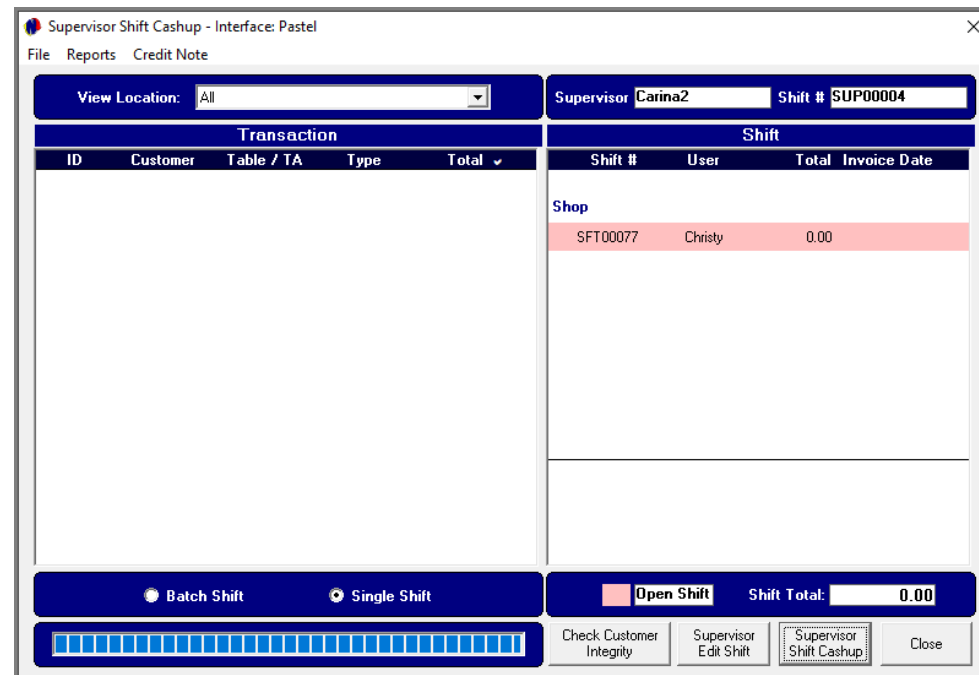 Supervisor Shift Cashup - Interface: Pastel
File Reports Credit Note
View Location: All
Supervisor Carina2 Shift # SUP00004
Transaction
Shift
ID Customer Table / TA Type Total
Shift # User Total Invoice Date
Shop
SFT00077 Christy 0.00
Batch Shift Single Shift
Open Shift Shift Total: 0.00
Check Customer
Integrity
Supervisor
Edit Shift
Supervisor
Shift Cashup
Close